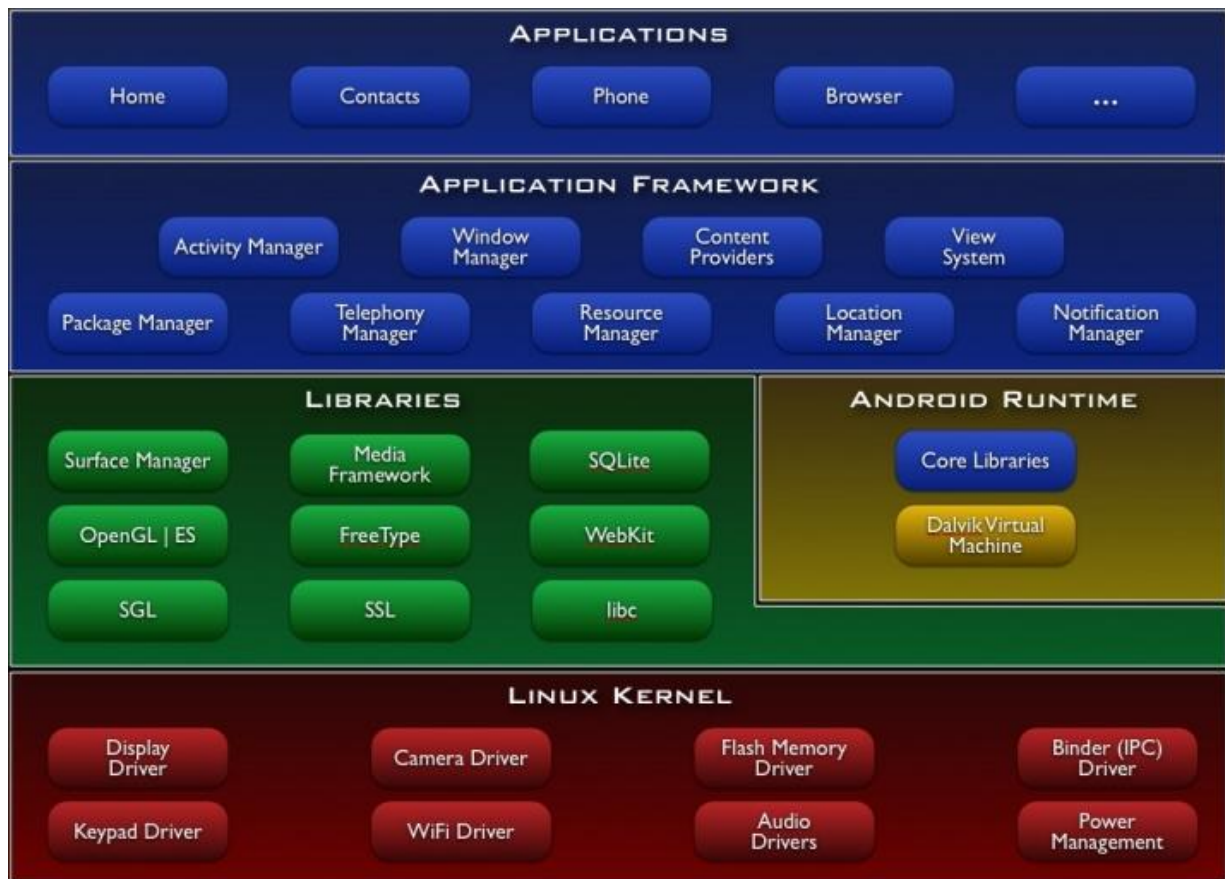 APPLICATIONS
Home
Contacts
Phone
Browser
...
APPLICATION FRAMEWORK
Activity Manager
Window
Manager
Content
Providers
View
System
Package Manager
Telephony
Manager
Resource
Manager
Location
Manager
Notification
Manager
LIBRARIES
Surface Manager
Media
Framework
SQLite
OpenGL | ES
FreeType
WebKit
SGL
SSL
libc
ANDROID RUNTIME
Core Libraries
Dalvik Virtual
Machine
LINUX KERNEL
Display
Driver
Camera Driver
Flash Memory
Driver
Binder (IPC)
Driver
Keypad Driver
WiFi Driver
Audio
Drivers
Power
Management